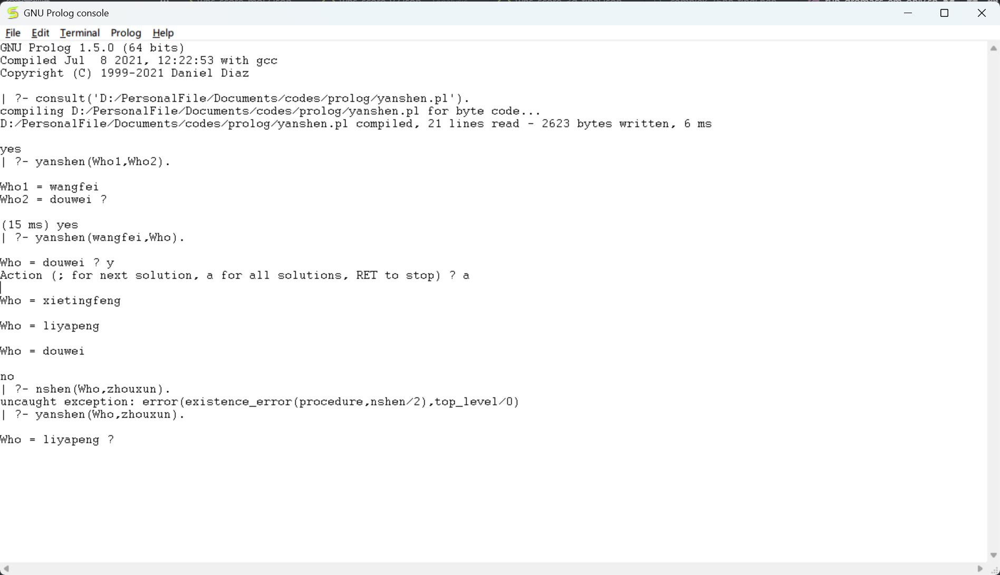 GNU Prolog console
File Edit Terminal Prolog Help
GNU Prolog 1.5.0 (64 bits)
Compiled Jul  8 2021, 12:22:53 with gcc
Copyright (C) 1999-2021 Daniel Diaz
| ?- consult('D:/PersonalFile/Documents/codes/prolog/yanshen.pl').
compiling D:/PersonalFile/Documents/codes/prolog/yanshen.pl for byte code...
D:/PersonalFile/Documents/codes/prolog/yanshen.pl compiled, 21 lines read - 2623 bytes written, 6 ms
yes
| ?- yanshen(Who1,Who2).
Who1 = wangfei
Who2 = douwei ?
(15 ms) yes
| ?- yanshen(wangfei,Who).
Who = douwei ? y
Action (; for next solution, a for all solutions, RET to stop) ? a
Who = xietingfeng
Who = liyapeng
Who = douwei
no
| ?- nshen(Who,zhouxun).
uncaught exception: error(existence_error(procedure,nshen/2),top_level/0)
| ?- yanshen(Who,zhouxun).
Who = liyapeng ?